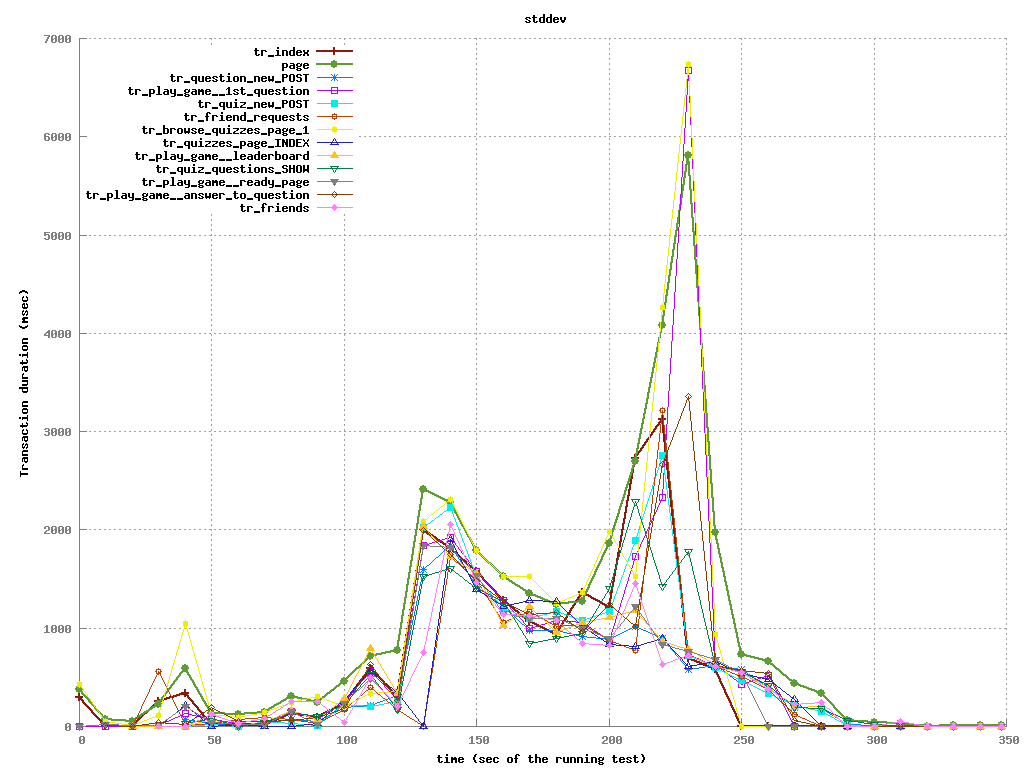 stddev
7000
6000
5000
4000
3000
2000
1000
0
tr_index
page
tr_question_new_POST
tr_play_game__1st_question
tr_quiz_new_POST
tr_friend_requests
tr_browse_quizzes_page_1
tr_quizzes_page_INDEX
tr_play_game__leaderboard
tr_quiz_questions_SHOW
tr_play_game__ready_page
tr_play_game__answer_to_question
tr_friends
Transaction duration (msec)
0 50 100 150 200 250 300 350
time (sec of the running test)